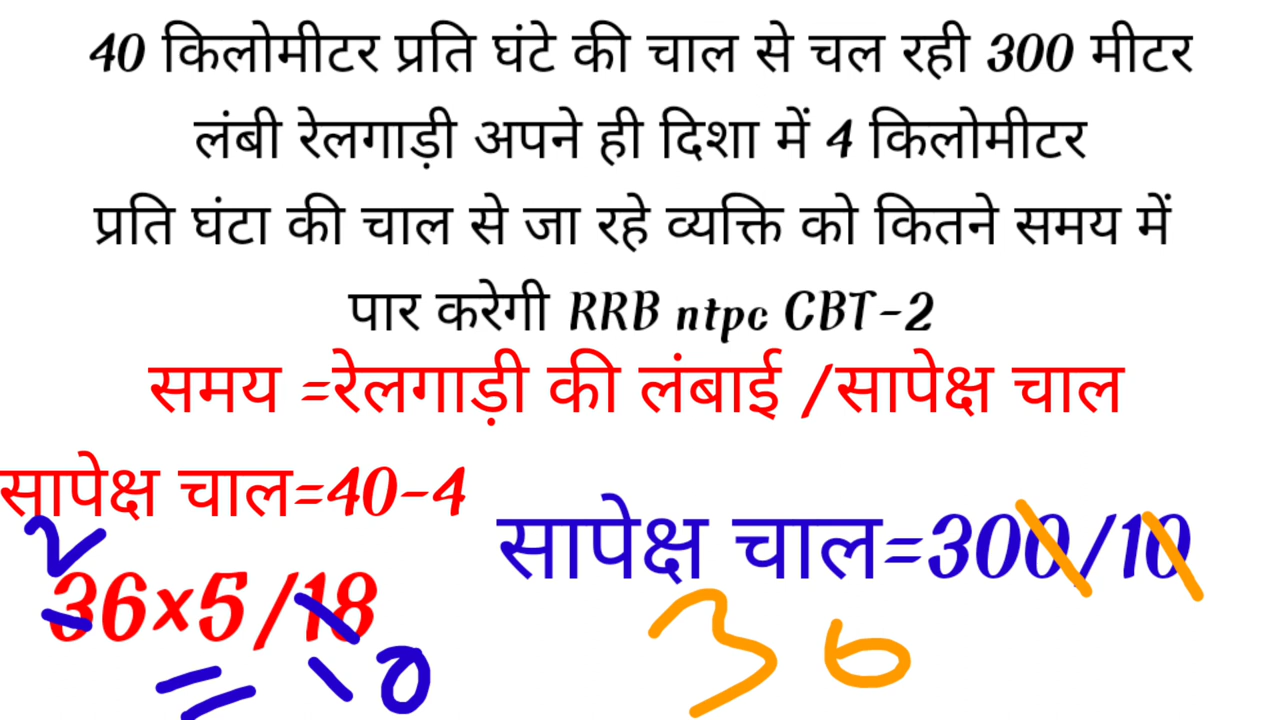 40 किलोमीटर प्रति घंटे की चाल से चल रही 300 मीटर
लंबी रेलगाड़ी अपने ही दिशा में 4 किलोमीटर
प्रति घंटा की चाल से जा रहे व्यक्ति को कितने समय में
पार करेगी RRB ntpc CBT-2
समय =रेलगाड़ी की लंबाई /सापेक्ष चाल
सापेक्ष चाल=40-4
2
36×5/18
= 10
सापेक्ष चाल=300/10
30